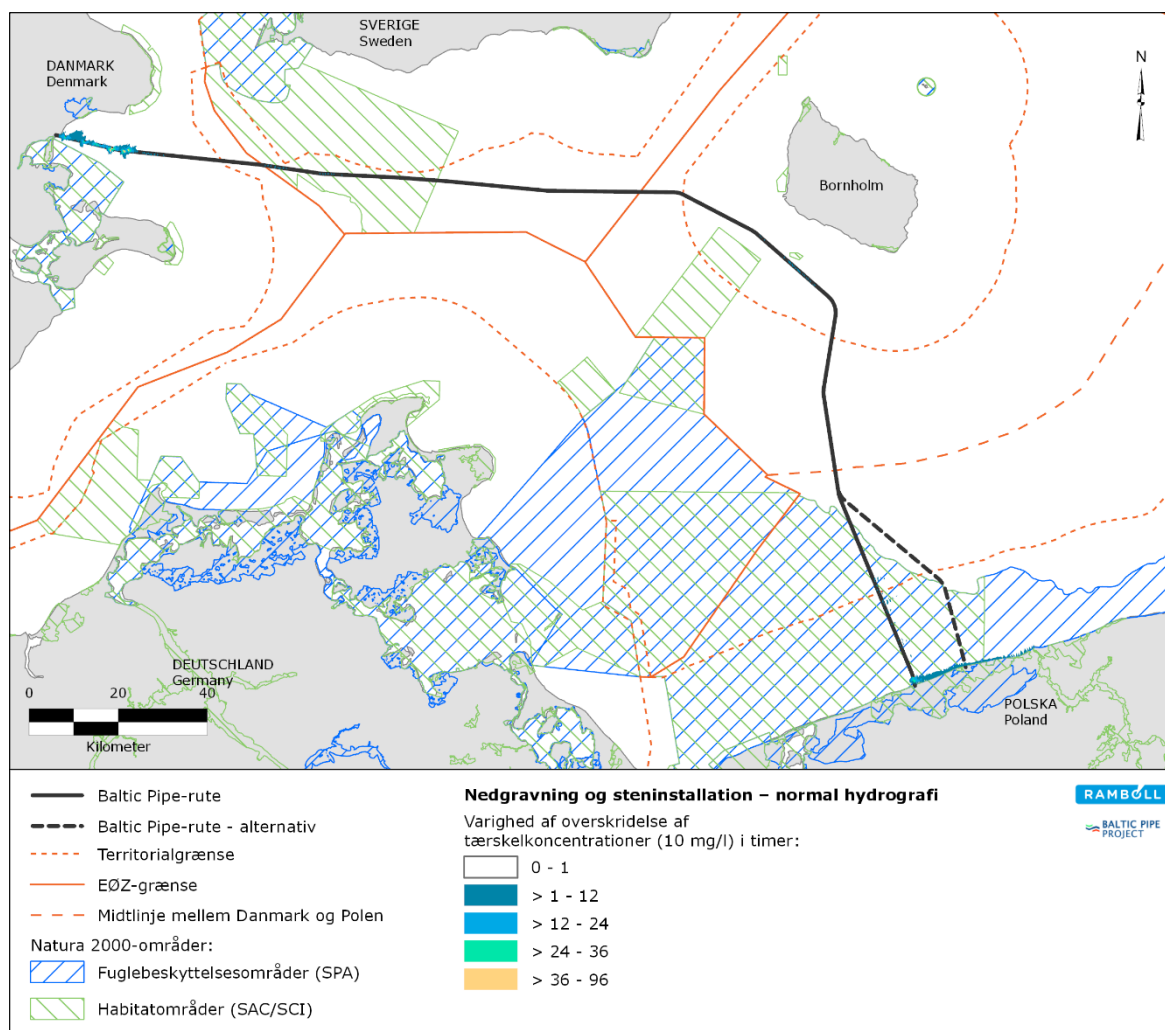 SVERIGE
Sweden
DANMARK
Denmark
N
Bornholm
DEUTSCHLAND
Germany
0 20 40
Kilometer
POLSKA
Poland
Baltic Pipe-rute
Baltic Pipe-rute - alternativ
Territorialgrænse
EØZ-grænse
Midtlinje mellem Danmark og Polen
Natura 2000-områder:
Fuglebeskyttelsesområder (SPA)
Habitatområder (SAC/SCI)
Nedgravning og steninstallation – normal hydrografi
Varighed af overskridelse af
tærskelkoncentrationer (10 mg/l) i timer:
0 - 1
> 1 - 12
> 12 - 24
> 24 - 36
> 36 - 96
RAMBOLL
BALTIC PIPE
PROJECT